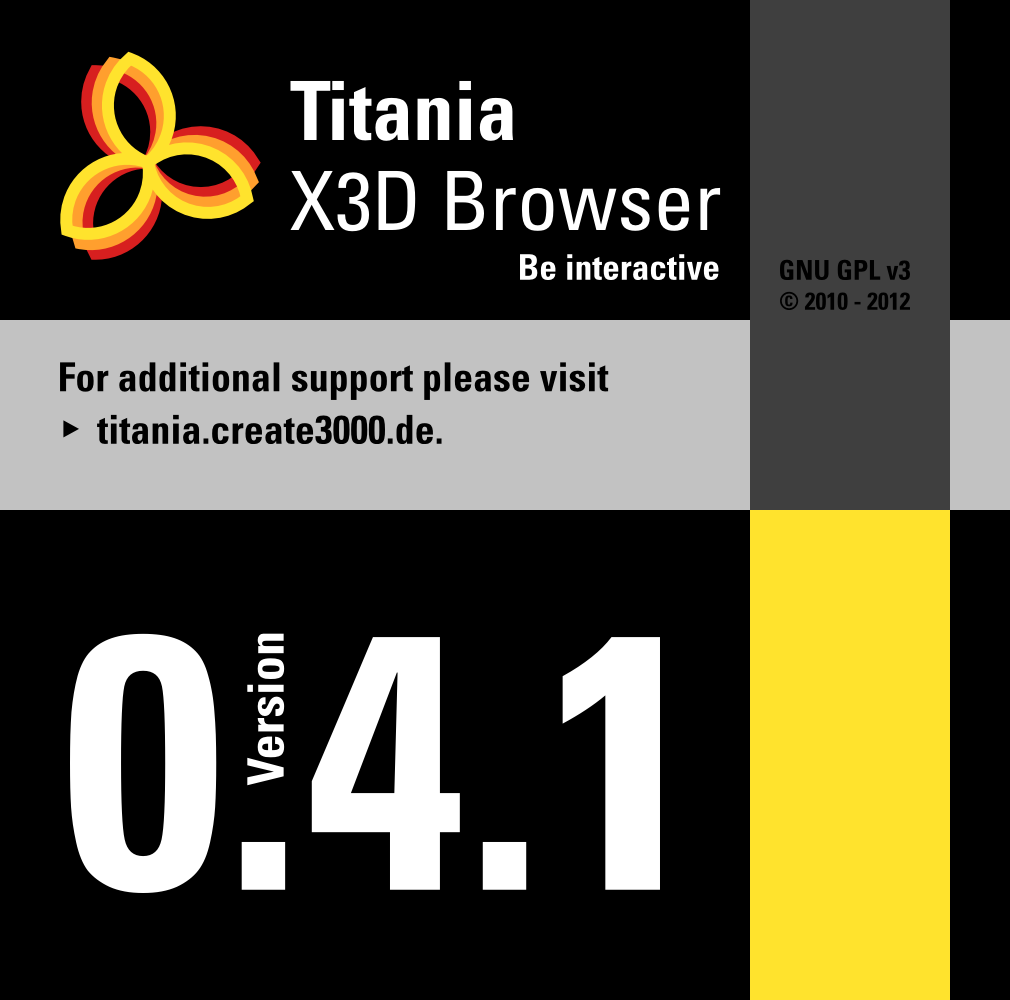 Titania
X3D Browser
Be interactive
GNU GPL v3
© 2010 - 2012
For additional support please visit
► titania.create3000.de.
Version
0.4.1